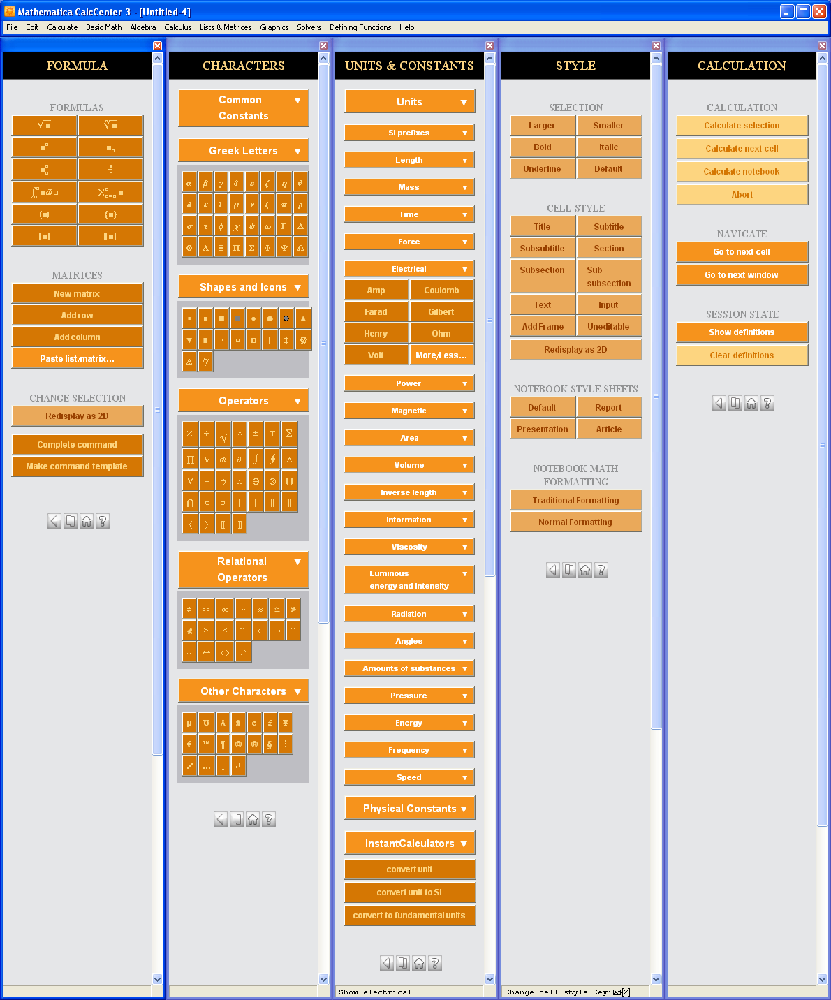 Mathematica CalcCenter 3 - [Untitled-4]
File Edit Calculate Basic Math Algebra Calculus Lists & Matrices Graphics Solvers Defining Functions Help
FORMULA
FORMULAS
MATRICES
New matrix
Add row
Add column
Paste list/matrix...
CHANGE SELECTION
Redisplay as 2D
Complete command
Make command template
CHARACTERS
Common
Constants
Greek Letters
α β γ δ ε ζ η θ
ϑ κ λ μ ν ξ π ρ
σ τ ϕ χ ψ ω Γ Δ
Θ Λ Ξ Π Σ Φ Ψ Ω
Shapes and Icons
Operators
× ÷ √ × ± ∓ Σ
∏ ∇ ⅆ ∂ ∫ ∮ ∧
∨ ¬ ⇒ ∴ ⊕ ⊗ ⋃
⋂ ⊂ ⊃ | | ‖ ‖
〈 〉 〚 〛
Relational
Operators
≠ == ∝ ~ ≈ ≃
≥ ≤ ∷ ← → ↑
↓ ↔ ⇔ ⇌
Other Characters
µ ℧ Å ¢ £ ¥
€ ™ ¶ © ® § ⋮
⋰ … ↲
UNITS & CONSTANTS
Units
SI prefixes
Length
Mass
Time
Force
Electrical
Amp Coulomb
Farad Gilbert
Henry Ohm
Volt More/Less...
Power
Magnetic
Area
Volume
Inverse length
Information
Viscosity
Luminous
energy and intensity
Radiation
Angles
Amounts of substances
Pressure
Energy
Frequency
Speed
Physical Constants
InstantCalculators
convert unit
convert unit to SI
convert to fundamental units
Show electrical
STYLE
SELECTION
Larger Smaller
Bold Italic
Underline Default
CELL STYLE
Title Subtitle
Subsubtitle Section
Subsection Sub
subsection
Text Input
Add Frame Uneditable
Redisplay as 2D
NOTEBOOK STYLE SHEETS
Default Report
Presentation Article
NOTEBOOK MATH
FORMATTING
Traditional Formatting
Normal Formatting
Change cell style-Key: [2]
CALCULATION
CALCULATION
Calculate selection
Calculate next cell
Calculate notebook
Abort
NAVIGATE
Go to next cell
Go to next window
SESSION STATE
Show definitions
Clear definitions